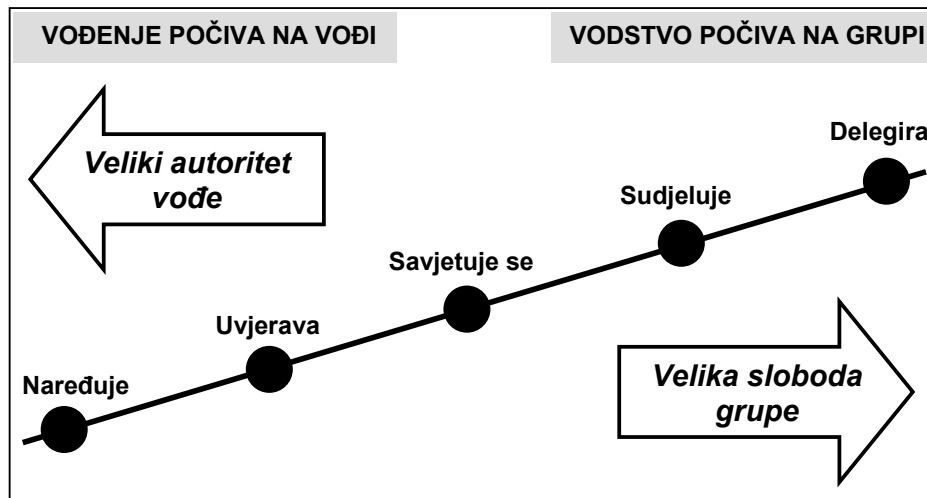 VOĐENJE POČIVA NA VOĐI
VODSTVO POČIVA NA GRUPI
Veliki autoritet
vođe
Delegira
Sudjeluje
Savjetuje se
Uvjerava
Naređuje
Velika sloboda
grupe